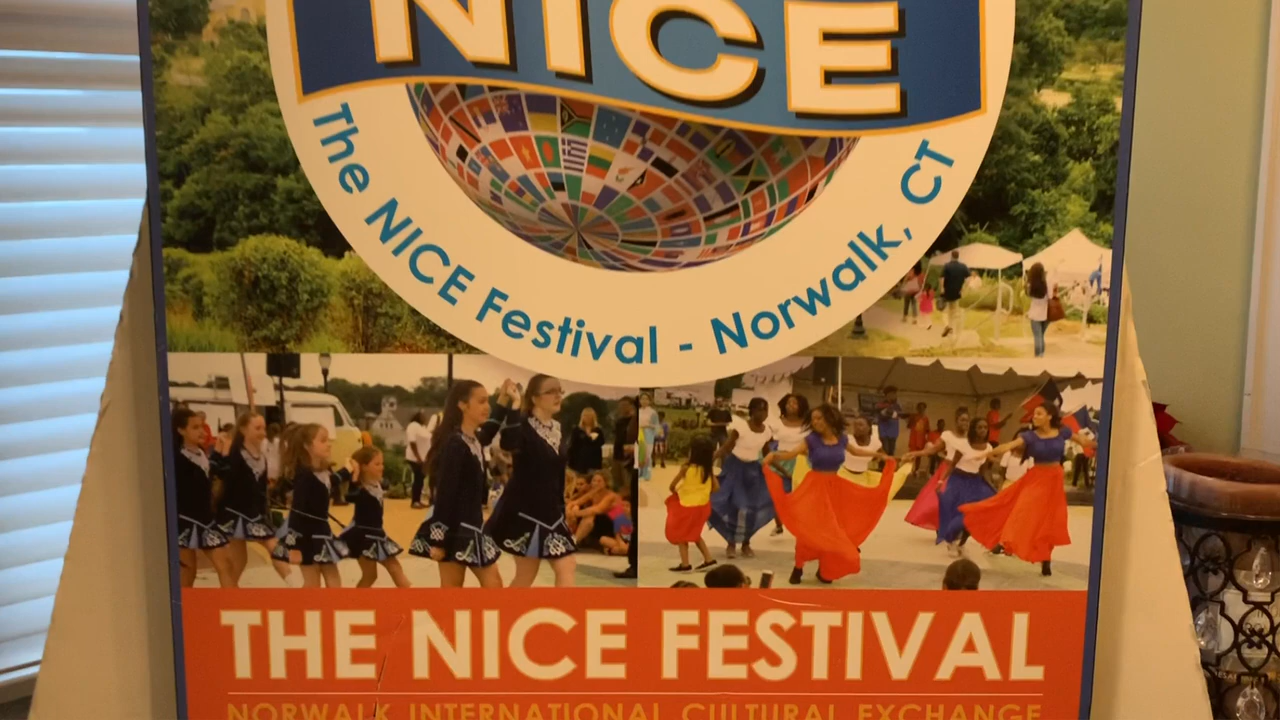 NICE
The NICE Festival - Norwalk, CT
THE NICE FESTIVAL
NORWALK INTERNATIONAL CULTURAL EXCHANGE